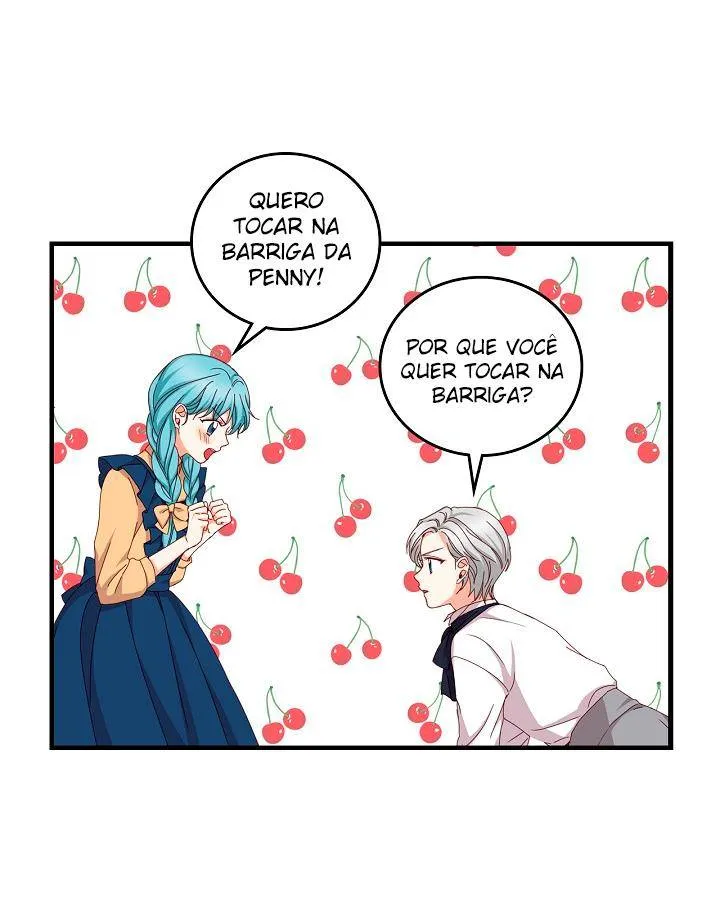 QUERO
TOCAR NA
BARRIGA DA
PENNY!
POR QUE VOCÊ
QUER TOCAR NA
BARRIGA?